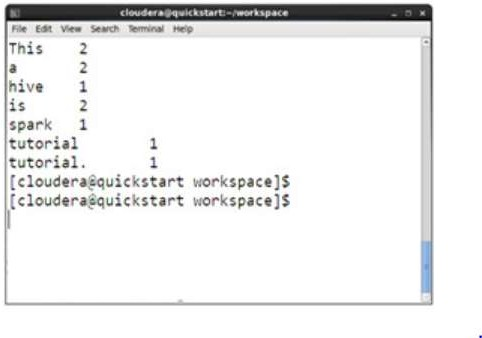 cloudera@quickstart:~/workspace
File Edit View Search Terminal Help
This 2
a 2
hive 1
is 2
spark 1
tutorial 1
tutorial. 1
[cloudera@quickstart workspace]$
[cloudera@quickstart workspace]$